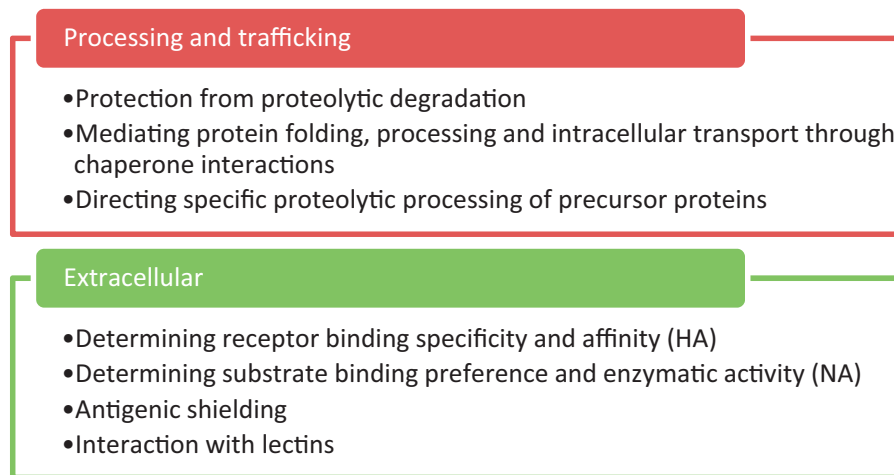 Processing and trafficking
•Protection from proteolytic degradation
•Mediating protein folding, processing and intracellular transport through
chaperone interactions
•Directing specific proteolytic processing of precursor proteins
Extracellular
•Determining receptor binding specificity and affinity (HA)
•Determining substrate binding preference and enzymatic activity (NA)
•Antigenic shielding
•Interaction with lectins